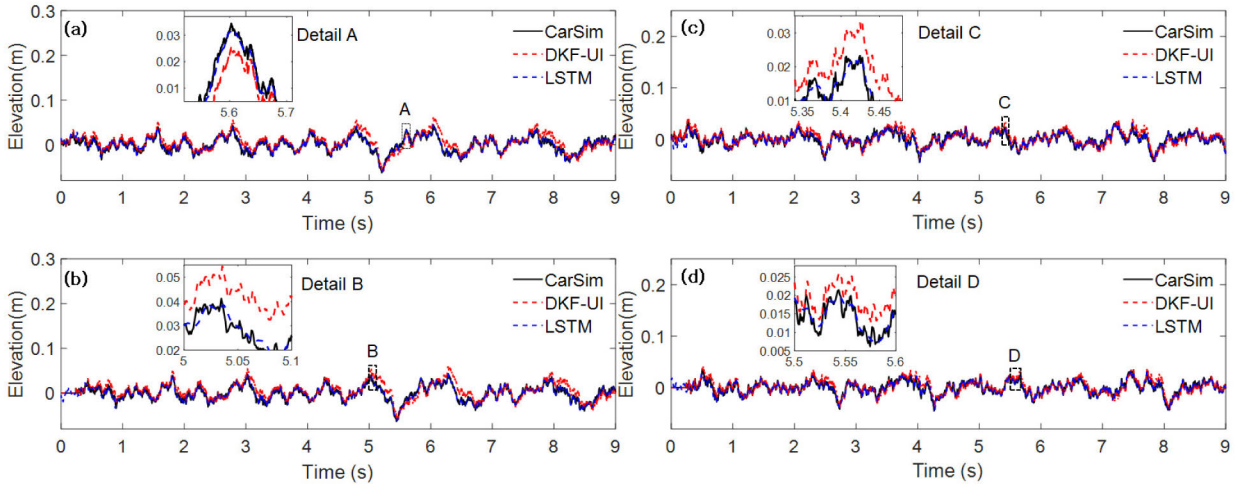 (a)
Elevation(m)
0.3
0.2
0.1
0
0.03
0.02
0.01
5.6
5.7
Detail A
CarSim
DKF-UI
LSTM
A
0 1 2 3 4 5 6 7 8 9
Time (s)
(c)
Elevation(m)
0.2
0.1
0
-0.1
0.03
0.02
0.01
5.35 5.4 5.45
Detail C
CarSim
DKF-UI
LSTM
C
0 1 2 3 4 5 6 7 8 9
Time (s)
(b)
Elevation(m)
0.3
0.2
0.1
0
0.05
0.04
0.03
0.02
5 5.05 5.1
Detail B
CarSim
DKF-UI
LSTM
B
0 1 2 3 4 5 6 7 8 9
Time (s)
(d)
Elevation(m)
0.2
0.1
0
-0.1
0.025
0.02
0.015
0.01
0.005
5.5 5.55 5.6
Detail D
CarSim
DKF-UI
LSTM
D
0 1 2 3 4 5 6 7 8 9
Time (s)